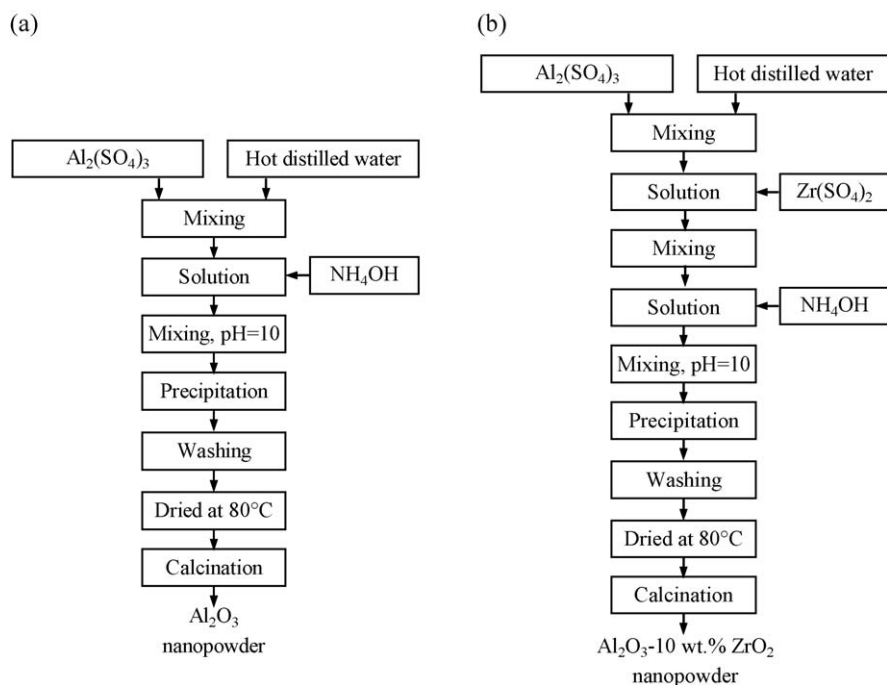 (a)
Al₂(SO₄)₃
Hot distilled water
Mixing
Solution
NH₄OH
Mixing, pH=10
Precipitation
Washing
Dried at 80°C
Calcination
Al₂O₃
nanopowder
(b)
Al₂(SO₄)₃
Hot distilled water
Mixing
Solution
Zr(SO₄)₂
Mixing
Solution
NH₄OH
Mixing, pH=10
Precipitation
Washing
Dried at 80°C
Calcination
Al₂O₃-10 wt.% ZrO₂
nanopowder